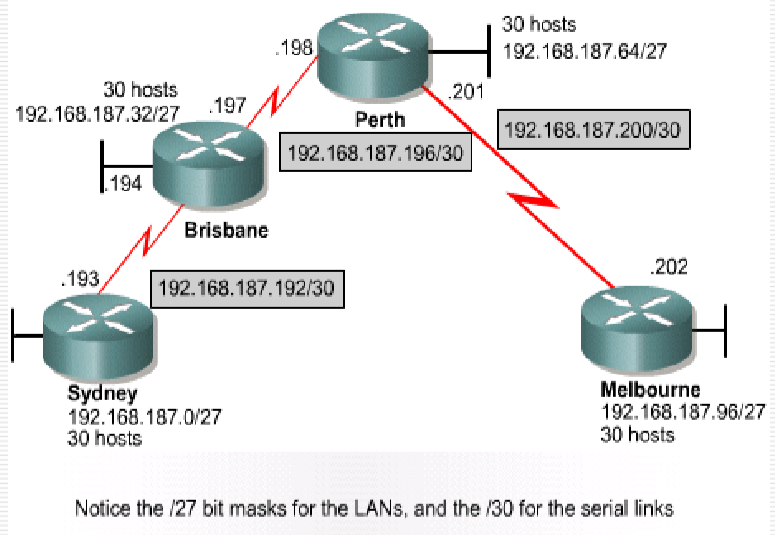 30 hosts
192.168.187.64/27
.198
.201
Perth
30 hosts
192.168.187.32/27
.197
192.168.187.196/30
192.168.187.200/30
.194
Brisbane
.193
192.168.187.192/30
.202
Sydney
192.168.187.0/27
30 hosts
Melbourne
192.168.187.96/27
30 hosts
Notice the /27 bit masks for the LANs, and the /30 for the serial links